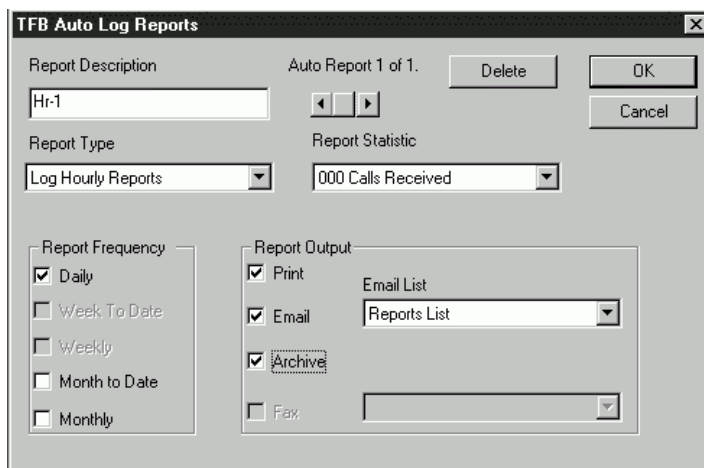 TFB Auto Log Reports
Report Description
Auto Report 1 of 1.
Delete
OK
Hr-1
Cancel
Report Type
Report Statistic
Log Hourly Reports
000 Calls Received
Report Frequency
Daily
Week To Date
Weekly
Month to Date
Monthly
Report Output
Print
Email List
Email
Reports List
Archive
Fax